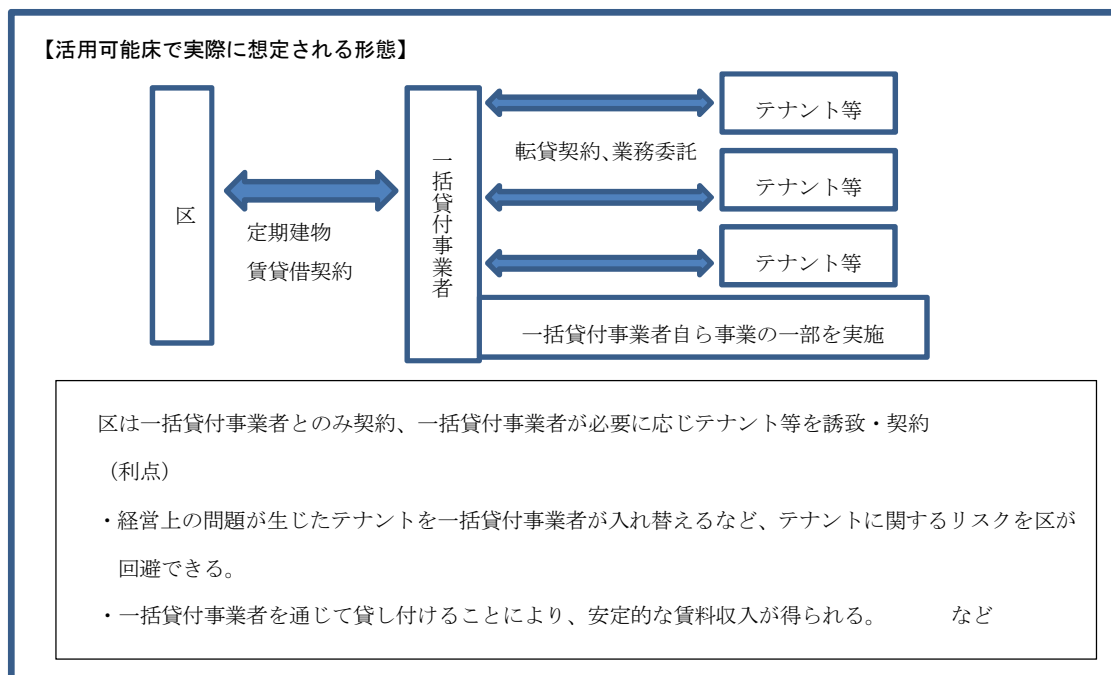 【活用可能床で実際に想定される形態】
区
定期建物
賃貸借契約
一括貸付事業者
転貸契約、業務委託
テナント等
テナント等
テナント等
一括貸付事業者自ら事業の一部を実施
区は一括貸付事業者とのみ契約、一括貸付事業者が必要に応じテナント等を誘致・契約
（利点）
・経営上の問題が生じたテナントを一括貸付事業者が入れ替えるなど、テナントに関するリスクを区が
回避できる。
・一括貸付事業者を通じて貸し付けることにより、安定的な賃料収入が得られる。　　　など